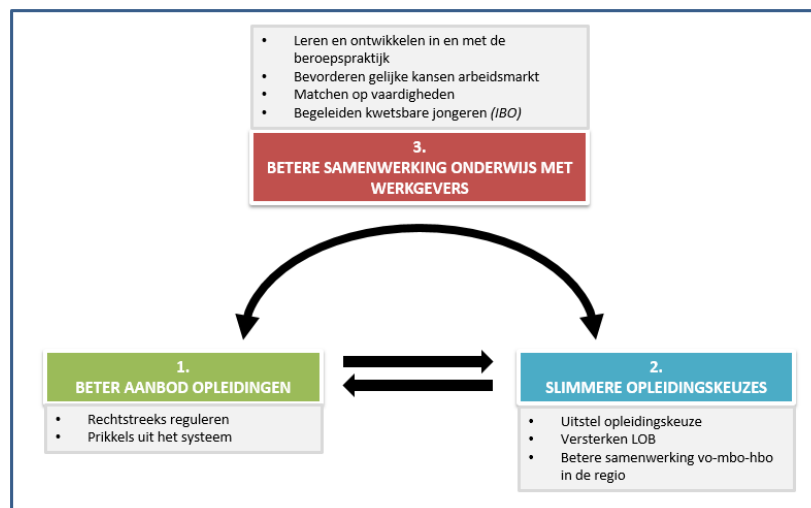 • Leren en ontwikkelen in en met de
beroepspraktijk
• Bevorderen gelijke kansen arbeidsmarkt
• Matchen op vaardigheden
• Begeleiden kwetsbare jongeren (IBO)
3.
BETERE SAMENWERKING ONDERWIJS MET
WERKGEVERS
1.
BETER AANBOD OPLEIDINGEN
• Rechtstreeks reguleren
• Prikkels uit het systeem
2.
SLIMMERE OPLEIDINGSKEUZES
• Uitstel opleidingskeuze
• Versterken LOB
• Betere samenwerking vo-mbo-hbo
in de regio